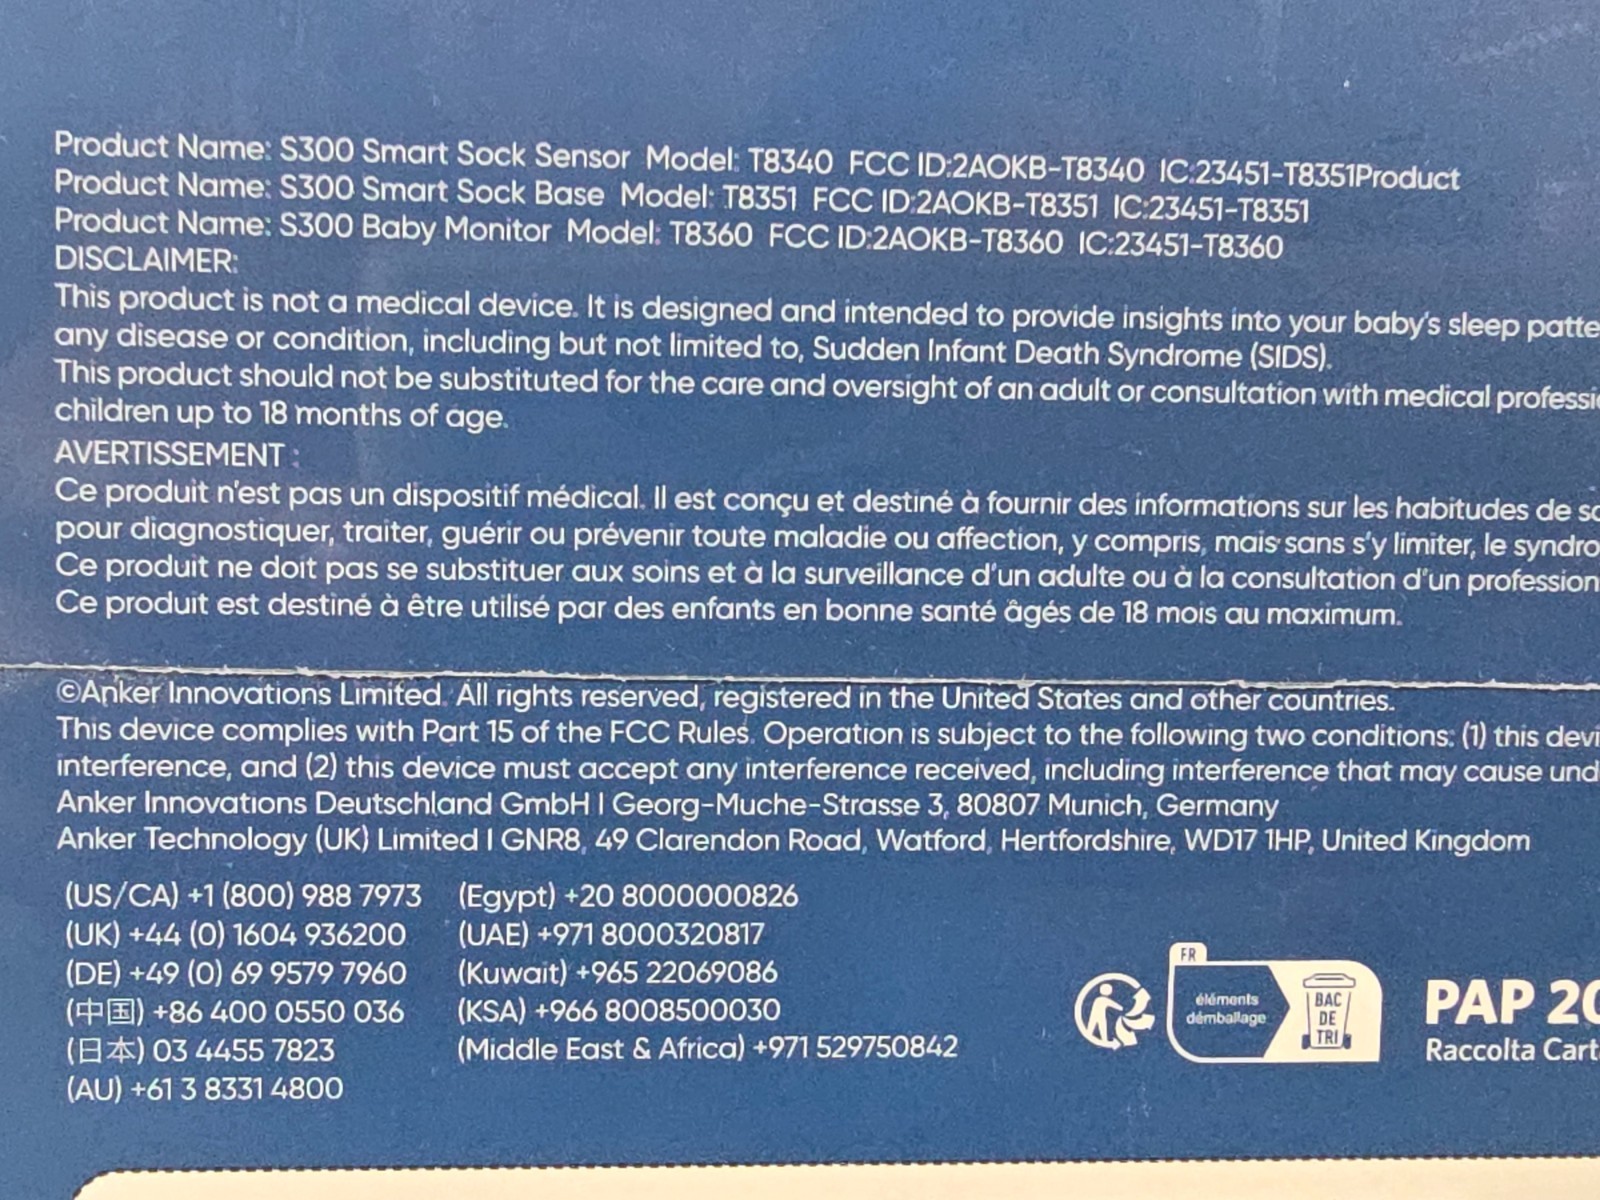 Product Name: S300 Smart Sock Sensor Model: T8340 FCC ID:2AOKB-T8340 IC:23451-T8351Product
Product Name: S300 Smart Sock Base Model: T8351 FCC ID:2AOKB-T8351 IC:23451-T8351
Product Name: S300 Baby Monitor Model: T8360 FCC ID:2AOKB-T8360 IC:23451-T8360
DISCLAIMER:
This product is not a medical device. It is designed and intended to provide insights into your baby's sleep patte
any disease or condition, including but not limited to, Sudden Infant Death Syndrome (SIDS).
This product should not be substituted for the care and oversight of an adult or consultation with medical professi
children up to 18 months of age.
AVERTISSEMENT :
Ce produit n'est pas un dispositif médical. Il est conçu et destiné à fournir des informations sur les habitudes de so
pour diagnostiquer, traiter, guérir ou prévenir toute maladie ou affection, y compris, mais sans s'y limiter, le syndro
Ce produit ne doit pas se substituer aux soins et à la surveillance d'un adulte ou à la consultation d'un profession
Ce produit est destiné à être utilisé par des enfants en bonne santé âgés de 18 mois au maximum.
©Anker Innovations Limited. All rights reserved, registered in the United States and other countries.
This device complies with Part 15 of the FCC Rules. Operation is subject to the following two conditions: (1) this devi
interference, and (2) this device must accept any interference received, including interference that may cause und
Anker Innovations Deutschland GmbH | Georg-Muche-Strasse 3, 80807 Munich, Germany
Anker Technology (UK) Limited | GNR8, 49 Clarendon Road, Watford, Hertfordshire, WD17 1HP, United Kingdom
(US/CA) +1 (800) 988 7973
(UK) +44 (0) 1604 936200
(DE) +49 (0) 69 9579 7960
(中国) +86 400 0550 036
(日本) 03 4455 7823
(AU) +61 3 8331 4800
(Egypt) +20 8000000826
(UAE) +971 8000320817
(Kuwait) +965 22069086
(KSA) +966 8008500030
(Middle East & Africa) +971 529750842
FR
éléments
démballage
BAC
DE
TRI
PAP 20
Raccolta Cart